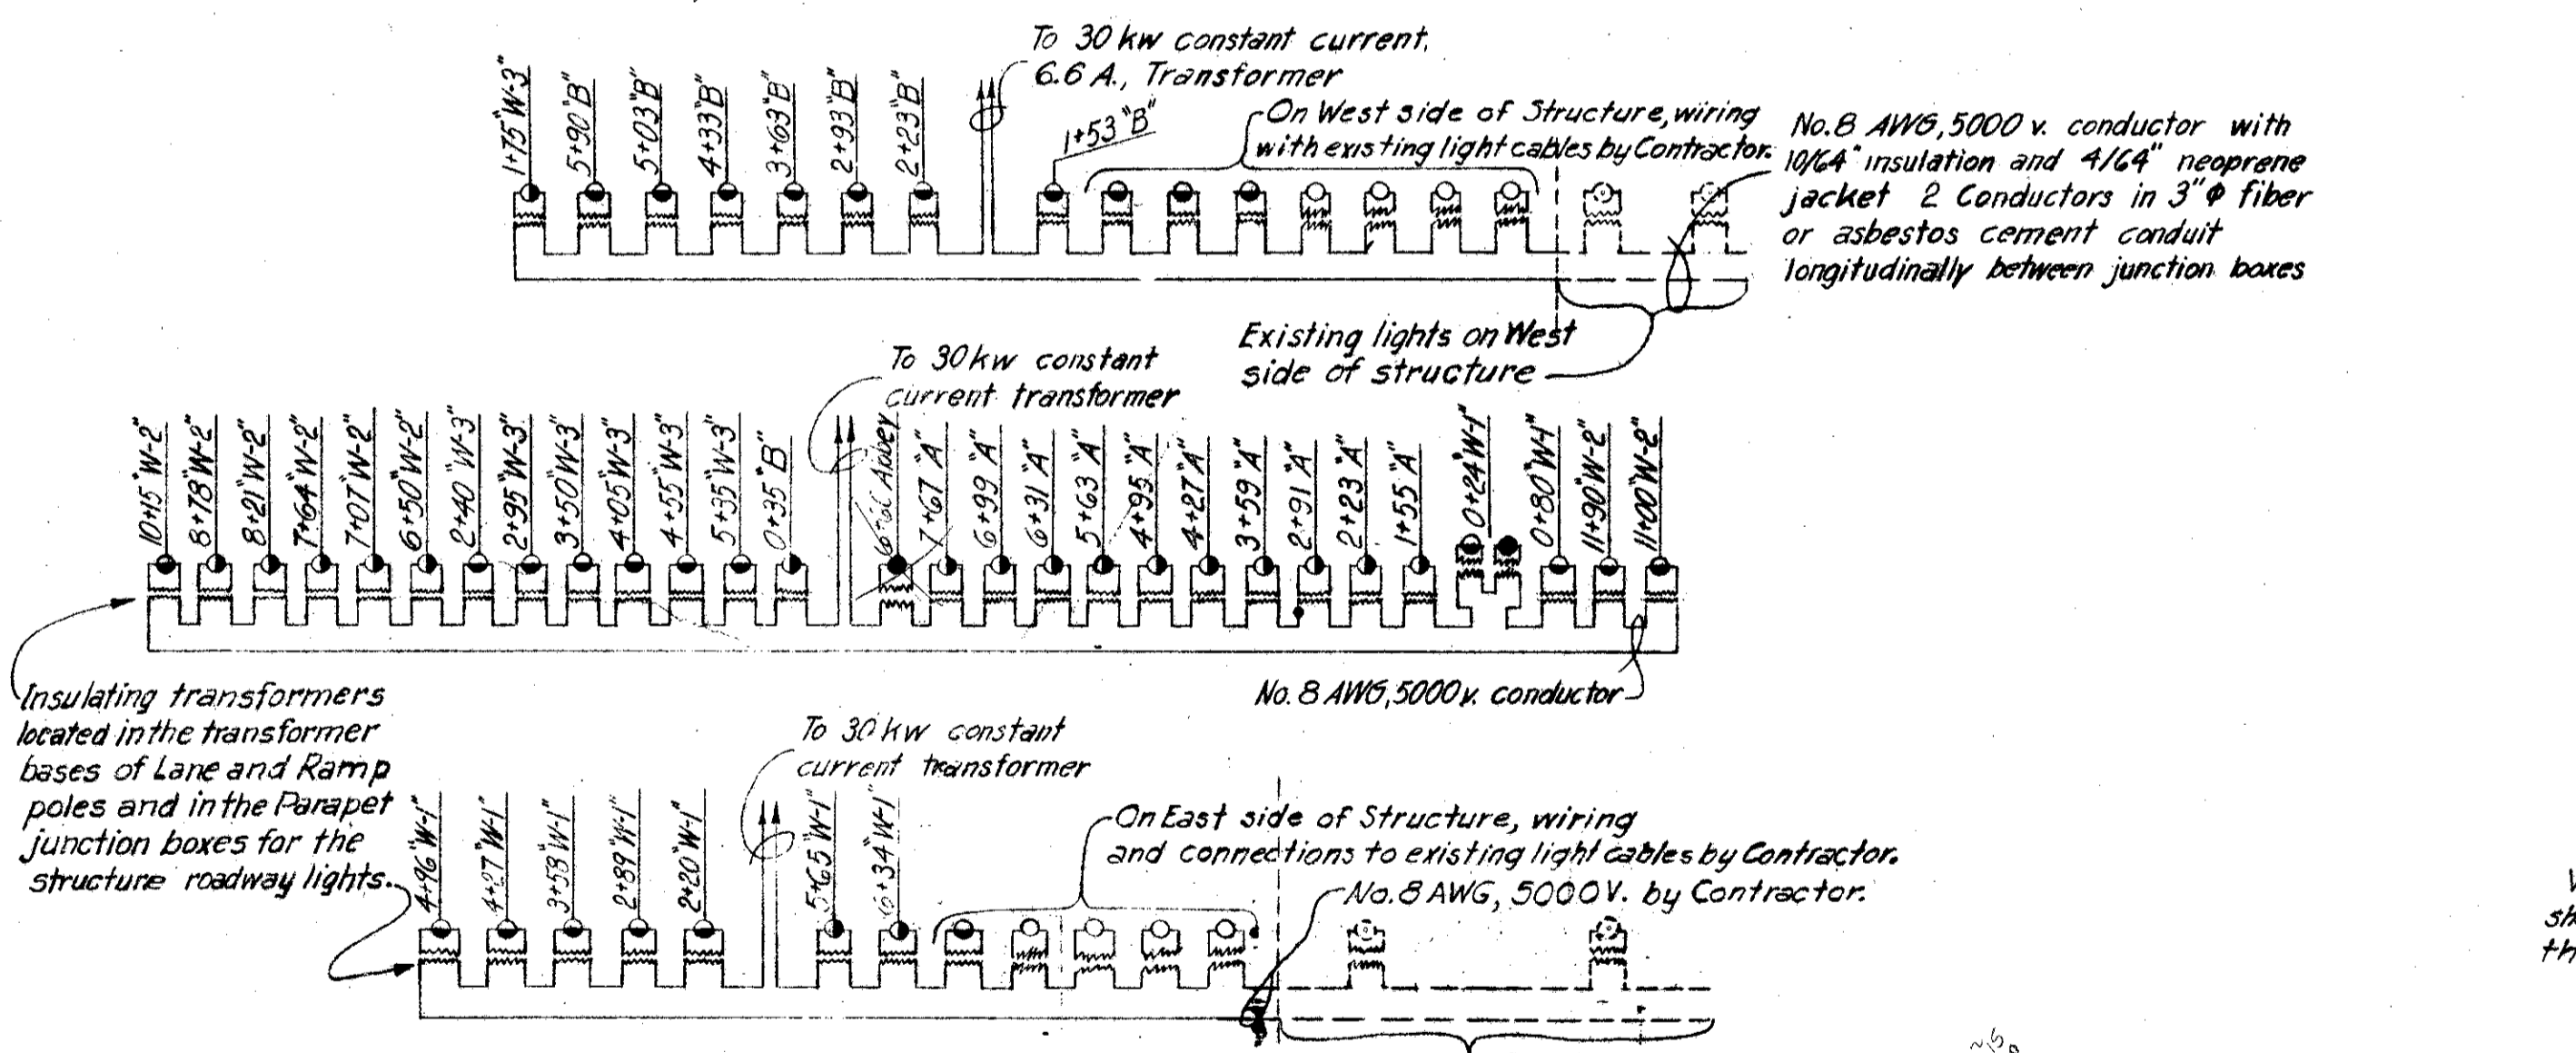 To 30 kw constant current,
6.6 A., Transformer
1+75 "W-3"
5+90 "B"
5+03 "B"
4+33 "B"
3+63 "B"
2+93 "B"
2+23 "B"
1+53 "B"
On West side of Structure, wiring
with existing light cables by Contractor.
No. 8 AWG, 5000 v. conductor with
10/64" insulation and 4/64" neoprene
jacket 2 Conductors in 3" Φ fiber
or asbestos cement conduit
longitudinally between junction boxes
Existing lights on West
side of structure
To 30 kw constant
current transformer
10+15 "W-2"
8+78 "W-2"
8+21 "W-2"
7+64 "W-2"
7+07 "W-2"
6+50 "W-2"
2+40 "W-3"
2+95 "W-3"
3+50 "W-3"
4+05 "W-3"
4+55 "W-3"
5+35 "W-3"
0+35 "B"
7+67 "A"
6+99 "A"
6+31 "A"
5+63 "A"
4+95 "A"
4+27 "A"
3+59 "A"
2+91 "A"
2+23 "A"
1+55 "A"
0+24 "W-1"
0+80 "W-1"
11+90 "W-2"
11+00 "W-2"
No. 8 AWG, 5000 v. conductor
Insulating transformers
located in the transformer
bases of Lane and Ramp
poles and in the Parapet
junction boxes for the
structure roadway lights.
To 30 kw constant
current transformer
4+96 "W-1"
4+27 "W-1"
3+58 "W-1"
2+89 "W-1"
2+20 "W-1"
5+65 "W-1"
6+34 "W-1"
On East side of Structure, wiring
and connections to existing light cables by Contractor.
No. 8 AWG, 5000 V. by Contractor.